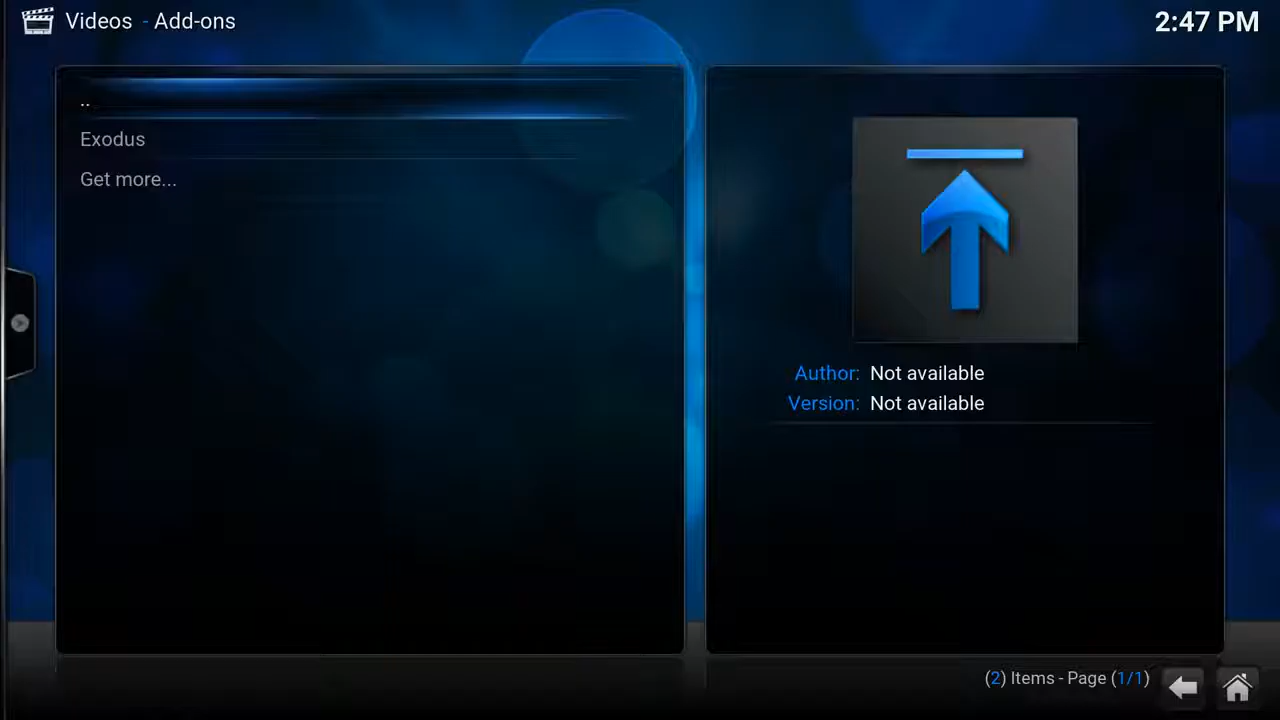 Videos - Add-ons
2:47 PM
..
Exodus
Get more...
Author: Not available
Version: Not available
(2) Items - Page (1/1)